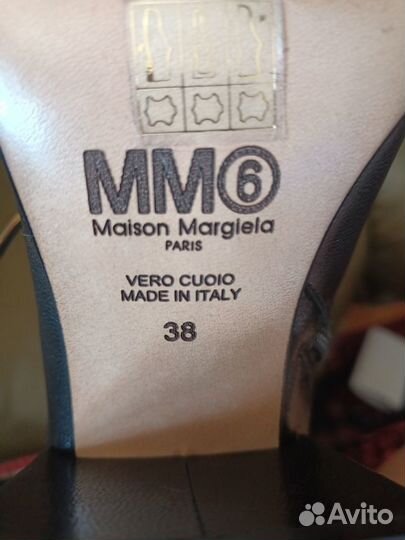 MM⑥
Maison Margiela
PARIS
VERO CUOIO
MADE IN ITALY
38
Avito